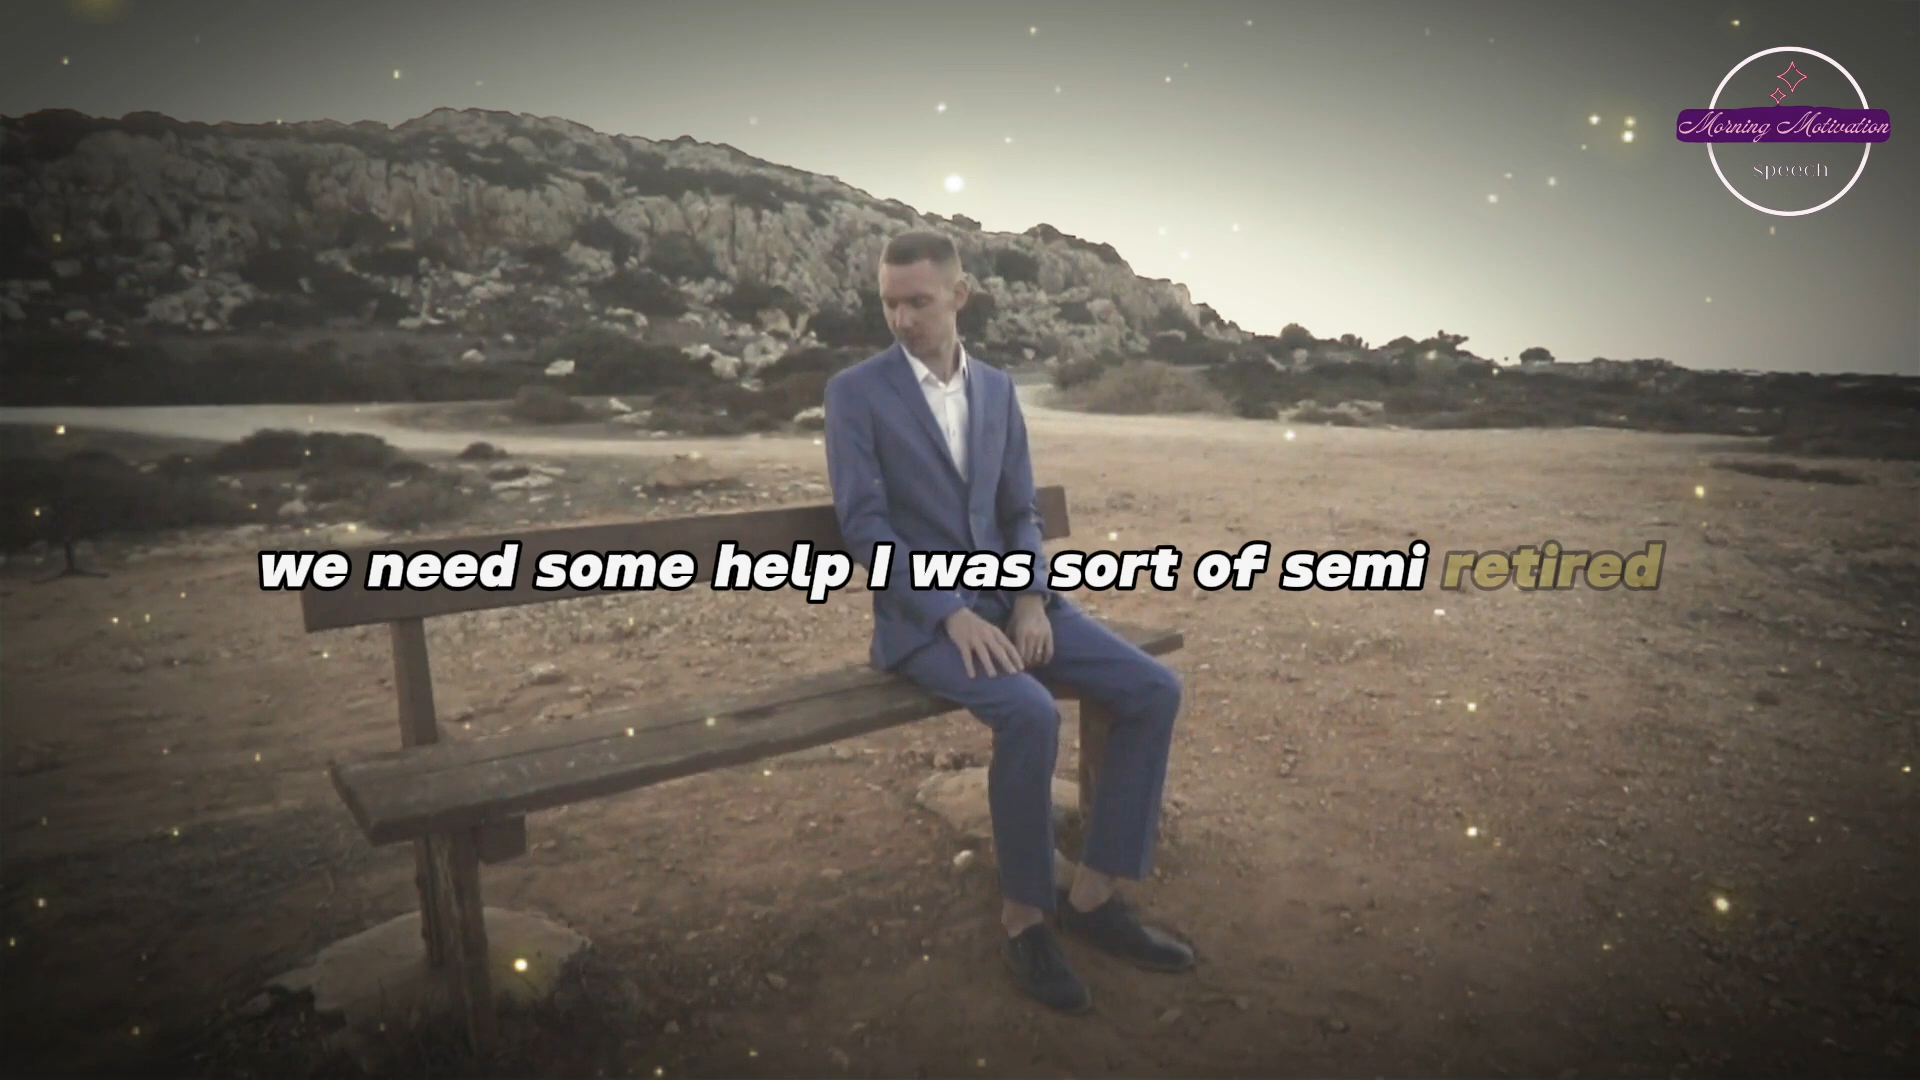 Morning Motivation
speech
we need some help I was sort of semi retired